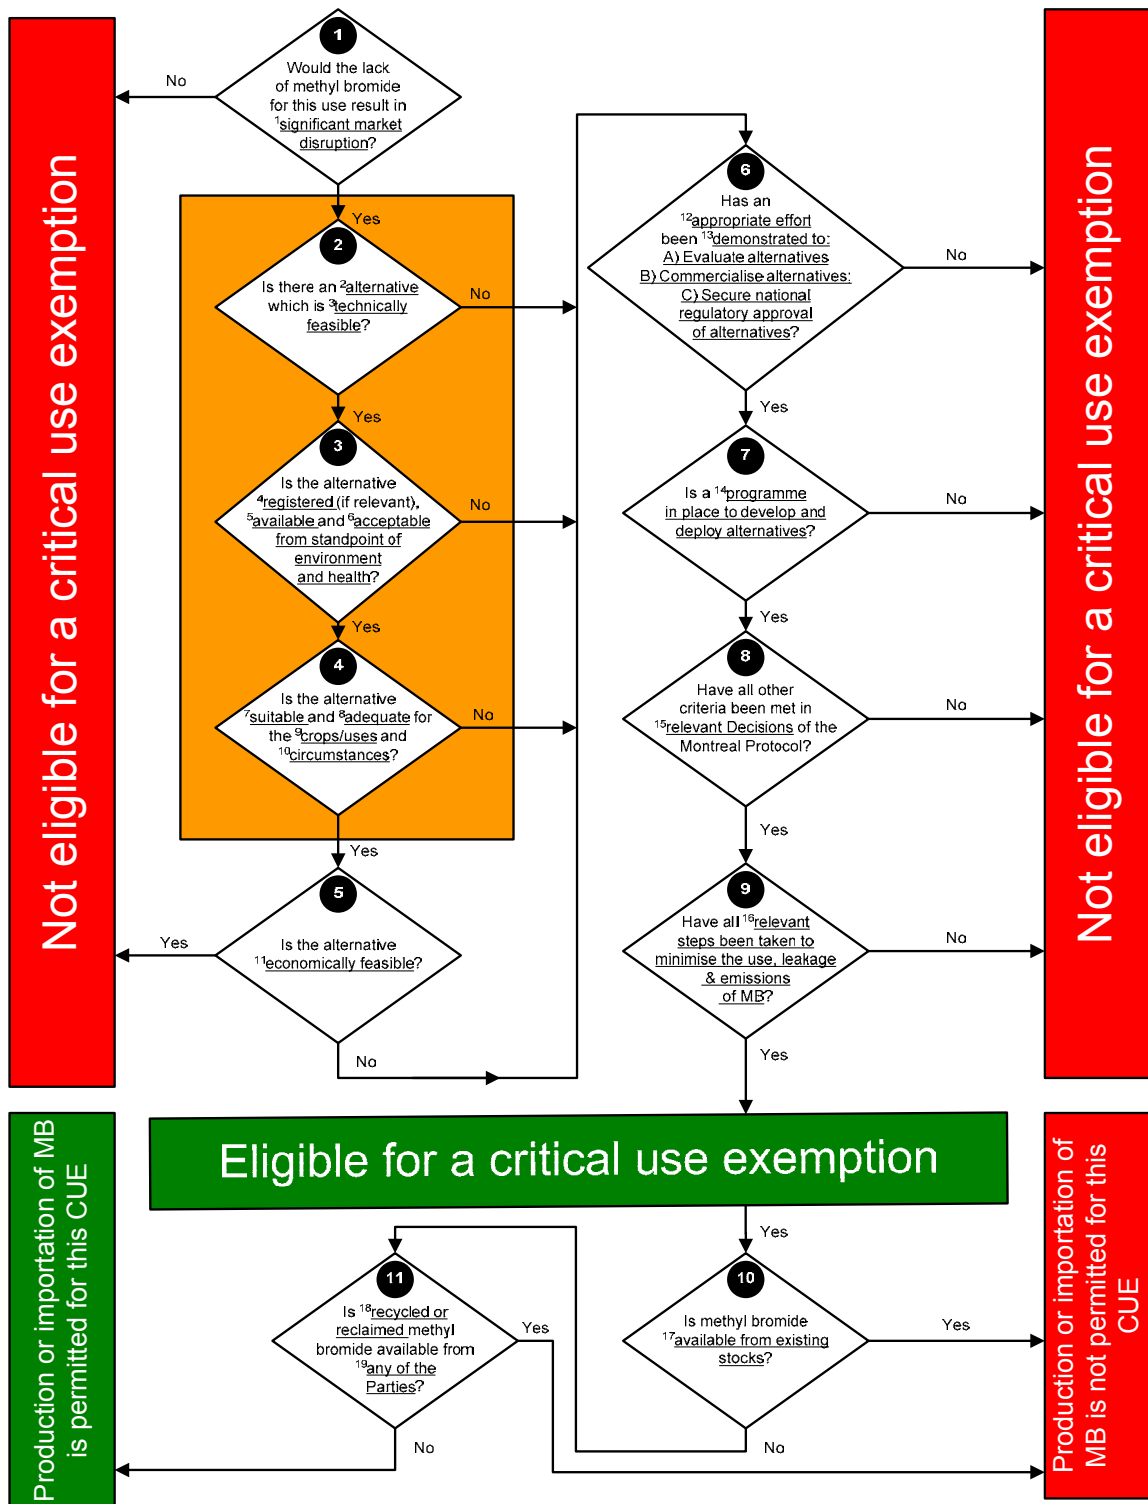 Not eligible for a critical use exemption
1
Would the lack
of methyl bromide
for this use result in
1significant market
disruption?
No
Yes
2
Is there an 2alternative
which is 3technically
feasible?
No
Yes
3
Is the alternative
4registered (if relevant),
5available and 6acceptable
from standpoint of
environment
and health?
No
Yes
4
Is the alternative
7suitable and 8adequate for
the 9crops/uses and
10circumstances?
No
Yes
5
Is the alternative
11economically feasible?
Yes
No
6
Has an
12appropriate effort
been 13demonstrated to:
A) Evaluate alternatives
B) Commercialise alternatives:
C) Secure national
regulatory approval
of alternatives?
No
Yes
7
Is a 14programme
in place to develop and
deploy alternatives?
No
Yes
8
Have all other
criteria been met in
15relevant Decisions of the
Montreal Protocol?
No
Yes
9
Have all 16relevant
steps been taken to
minimise the use, leakage
& emissions
of MB?
No
Yes
Not eligible for a critical use exemption
Eligible for a critical use exemption
Yes
10
Is methyl bromide
17available from existing
stocks?
Yes
No
11
Is 18recycled or
reclaimed methyl
bromide available from
19any of the
Parties?
Yes
No
Production or importation of MB
is permitted for this CUE
Production or importation of
MB is not permitted for this
CUE